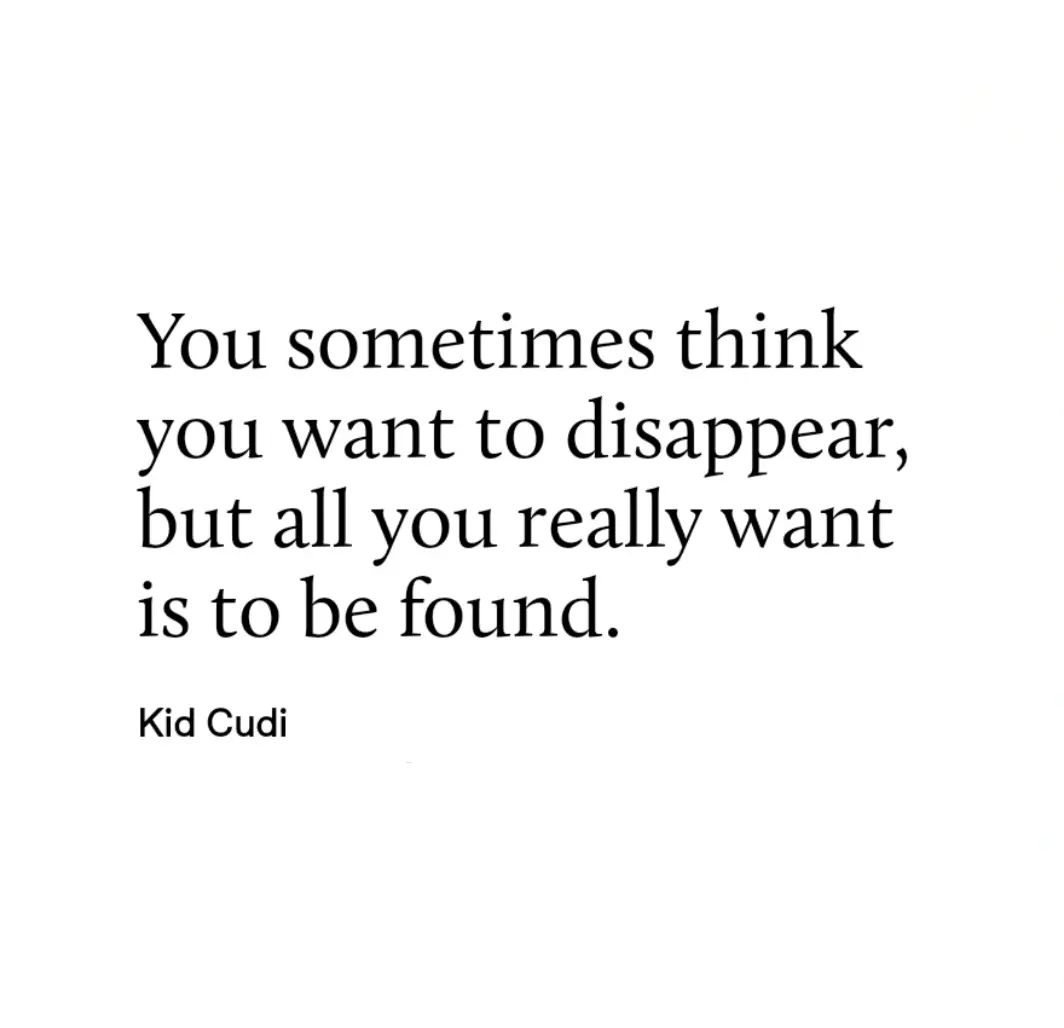 You sometimes think
you want to disappear,
but all you really want
is to be found.
Kid Cudi